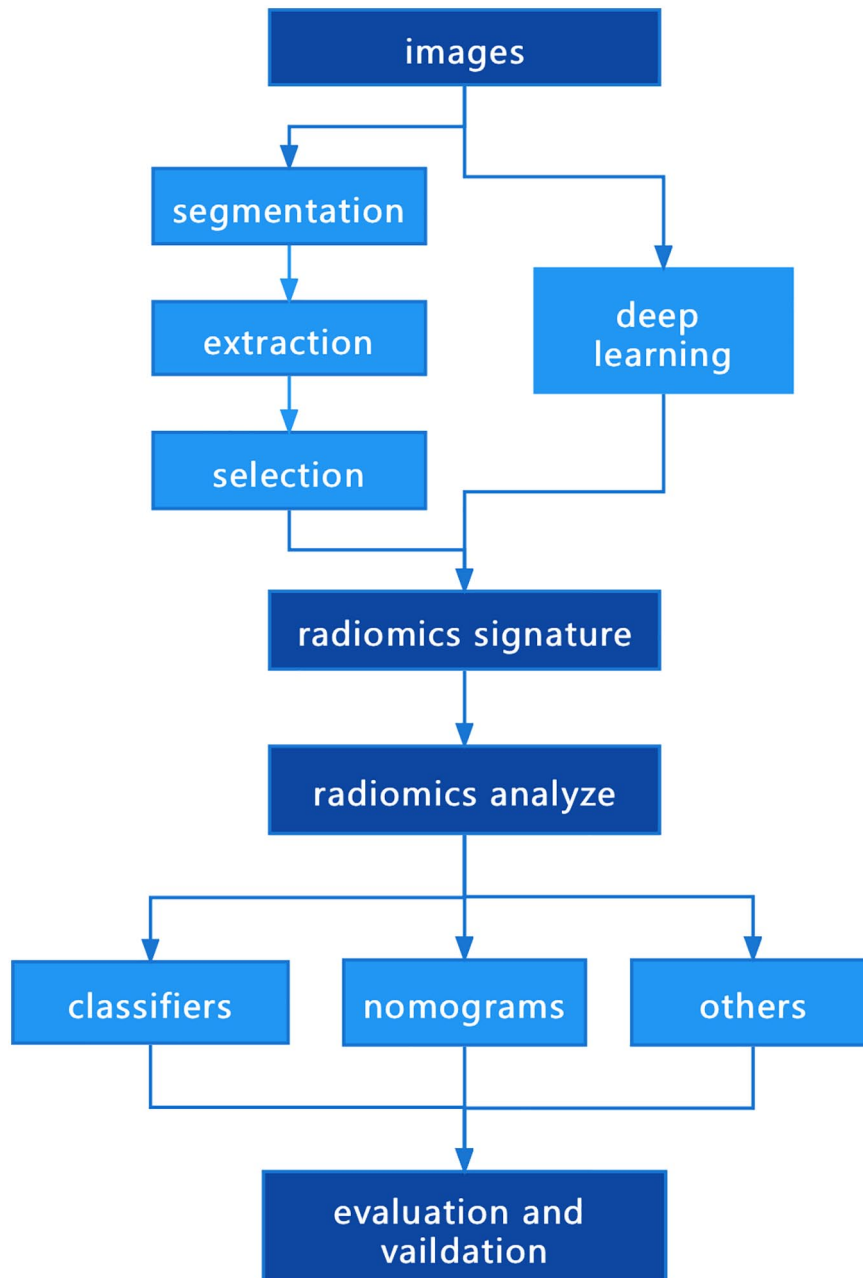 images
segmentation
extraction
deep
learning
selection
radiomics signature
radiomics analyze
classifiers
nomograms
others
evaluation and
vaildation